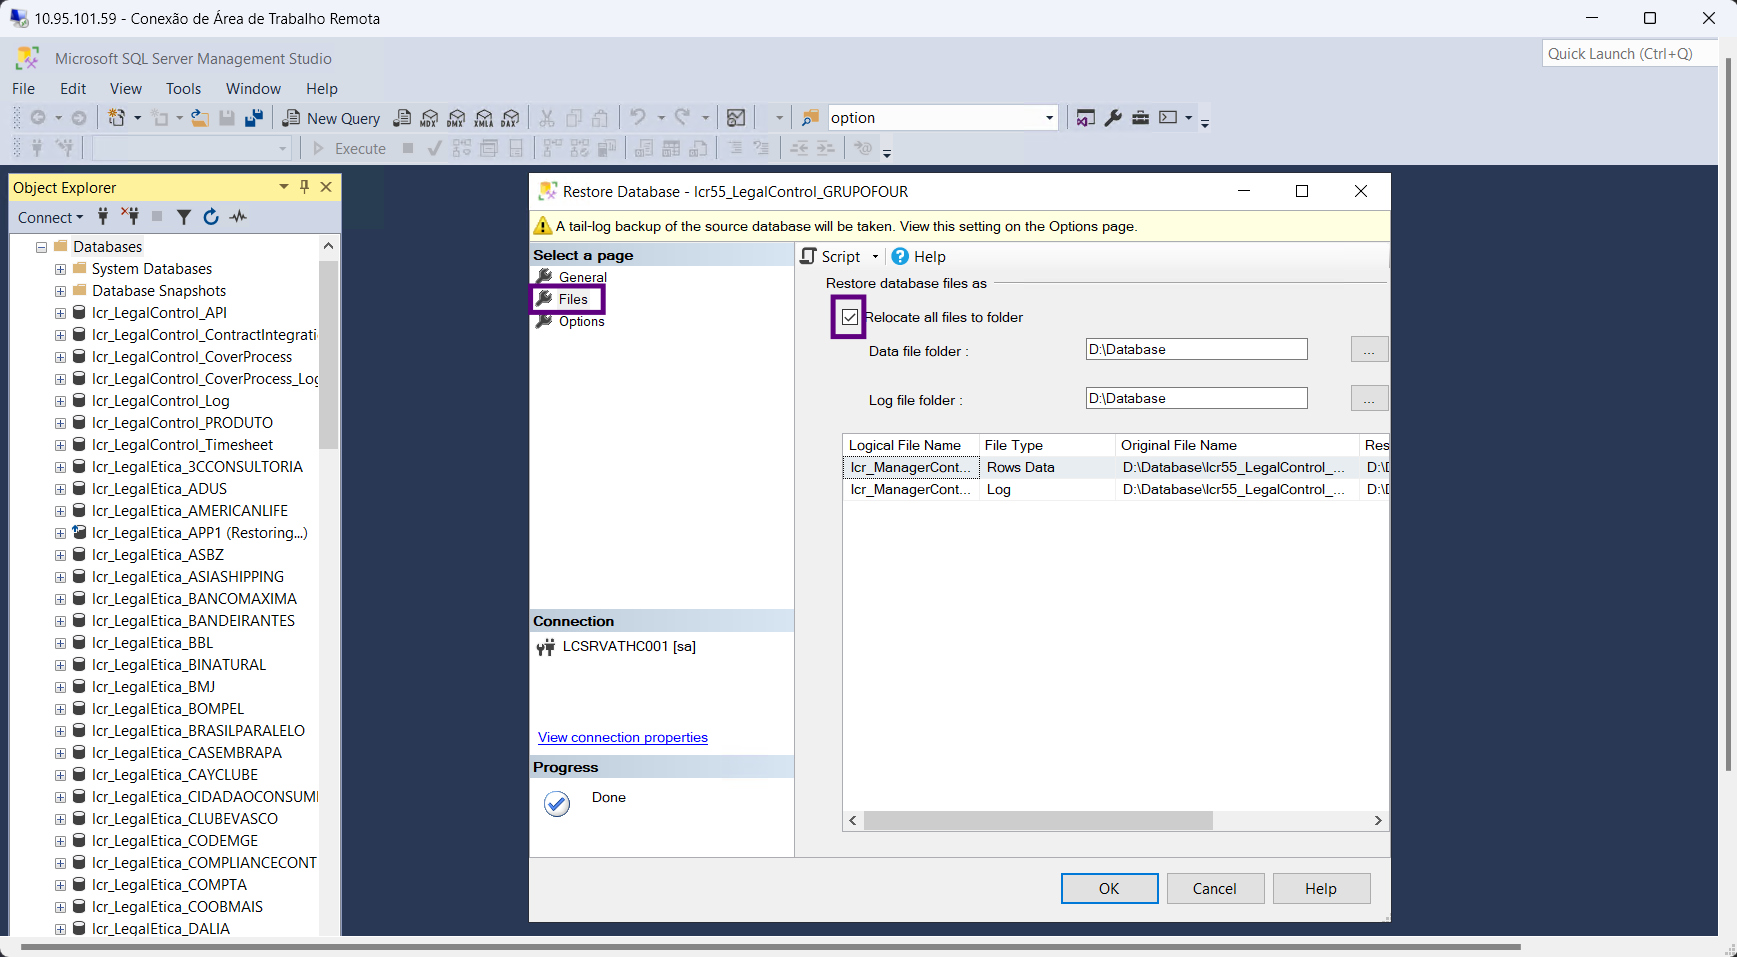 10.95.101.59 - Conexão de Área de Trabalho Remota
Microsoft SQL Server Management Studio
Quick Launch (Ctrl+Q)
File Edit View Tools Window Help
New Query MDX DMX XMLA DAX option
Execute
Object Explorer
Connect
Databases
System Databases
Database Snapshots
lcr_LegalControl_API
lcr_LegalControl_ContractIntegrati
lcr_LegalControl_CoverProcess
lcr_LegalControl_CoverProcess_Log
lcr_LegalControl_Log
lcr_LegalControl_PRODUTO
lcr_LegalControl_Timesheet
lcr_LegalEtica_3CCONSULTORIA
lcr_LegalEtica_ADUS
lcr_LegalEtica_AMERICANLIFE
lcr_LegalEtica_APP1 (Restoring...)
lcr_LegalEtica_ASBZ
lcr_LegalEtica_ASIASHIPPING
lcr_LegalEtica_BANCOMAXIMA
lcr_LegalEtica_BANDEIRANTES
lcr_LegalEtica_BBL
lcr_LegalEtica_BINATURAL
lcr_LegalEtica_BMJ
lcr_LegalEtica_BOMPEL
lcr_LegalEtica_BRASILPARALELO
lcr_LegalEtica_CASEMBRAPA
lcr_LegalEtica_CAYCLUBE
lcr_LegalEtica_CIDADAOCONSUMI
lcr_LegalEtica_CLUBEVASCO
lcr_LegalEtica_CODEMGE
lcr_LegalEtica_COMPLIANCECONT
lcr_LegalEtica_COMPTA
lcr_LegalEtica_COOBMAIS
lcr_LegalEtica_DALIA
Restore Database - lcr55_LegalControl_GRUPOFOUR
A tail-log backup of the source database will be taken. View this setting on the Options page.
Select a page
General
Files
Options
Connection
LCSRVATHC001 [sa]
View connection properties
Progress
Done
Script Help
Restore database files as
Relocate all files to folder
Data file folder : D:\Database ...
Log file folder : D:\Database ...
Logical File Name File Type Original File Name Res
lcr_ManagerCont... Rows Data D:\Database\lcr55_LegalControl_... D:\D
lcr_ManagerCont... Log D:\Database\lcr55_LegalControl_... D:\D
OK Cancel Help